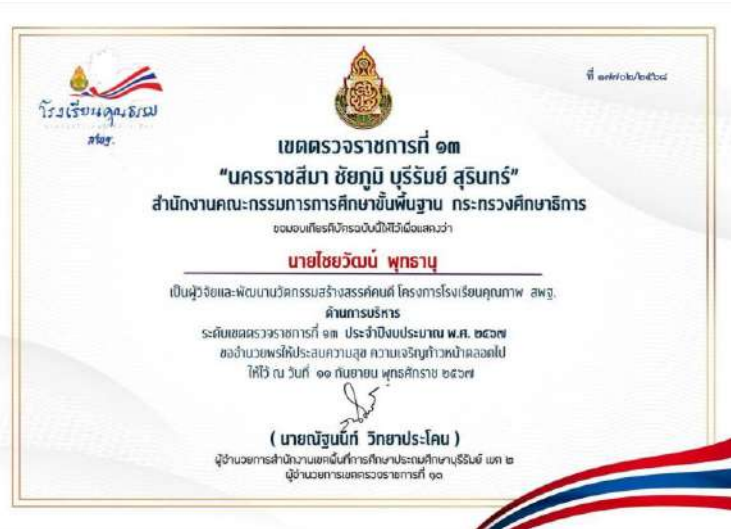 โรงเรียนคุณธรรม
สพฐ.
เขตตรวจราชการที่ ๑๓
“นครราชสีมา ชัยภูมิ บุรีรัมย์ สุรินทร์”
สำนักงานคณะกรรมการการศึกษาขั้นพื้นฐาน กระทรวงศึกษาธิการ
ขอมอบเกียรติบัตรฉบับนี้ให้ไว้เพื่อแสดงว่า
นายไชยวัฒน์ พุทธานุ
เป็นผู้วิจัยและพัฒนานวัตกรรมสร้างสรรค์คนดี โครงการโรงเรียนคุณภาพ สพฐ.
ด้านการบริหาร
ระดับเขตตรวจราชการที่ ๑๓ ประจำปีงบประมาณ พ.ศ. ๒๕๖๗
ขออำนวยพรให้ประสบความสุข ความเจริญก้าวหน้าตลอดไป
ให้ไว้ ณ วันที่ ๑๑ กันยายน พุทธศักราช ๒๕๖๗
( นายณัฐนนีท์ วิทยาประโคน )
ผู้อำนวยการสำนักงานเขตพื้นที่การศึกษาประถมศึกษาบุรีรัมย์ เขต ๒
ผู้อำนวยการเขตตรวจราชการที่ ๑๓